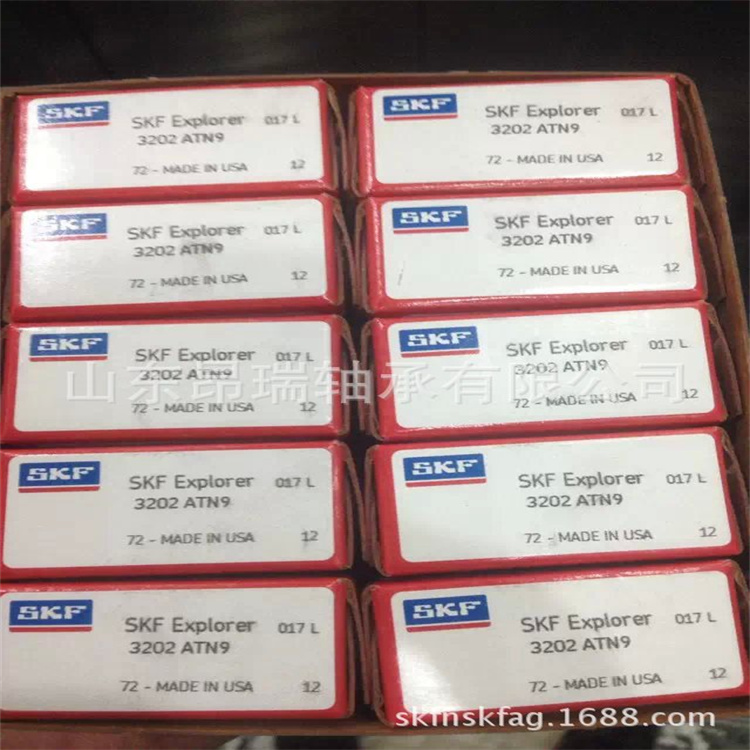 SKF
SKF Explorer 017 L
3202 ATN9
72 - MADE IN USA 12
SKF
SKF Explorer 017 L
3202 ATN9
72 - MADE IN USA 12
SKF
SKF Explorer 017 L
3202 ATN9
72 - MADE IN USA 12
SKF
SKF Explorer 017 L
3202 ATN9
72 - MADE IN USA 12
SKF
SKF Explorer 017 L
3202 ATN9
72 - MADE IN USA 12
SKF
SKF Explorer 017 L
3202 ATN9
72 - MADE IN USA 12
山东昂瑞轴承有限公司
SKF
SKF Explorer 017 L
3202 ATN9
72 - MADE IN USA 12
SKF
SKF Explorer 017 L
3202 ATN9
72 - MADE IN USA 12
SKF
SKF Explorer 017 L
3202 ATN9
72 - MADE IN USA 12
SKF
SKF Explorer 017 L
3202 ATN9
72 - MADE IN USA 12
skfnskfag.1688.com